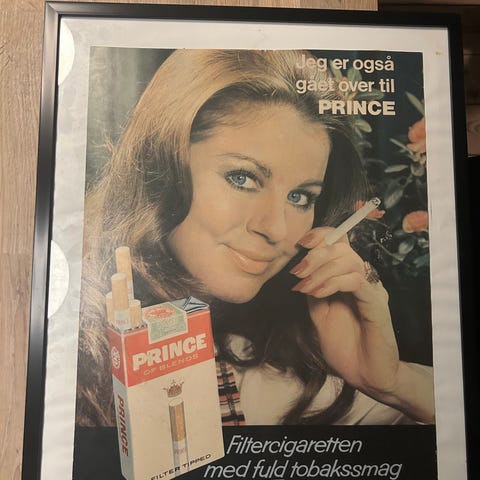 Jeg er også
gået over til
PRINCE
PRINCE
OF BLENDS
PRINCE
FILTER TIPPED
Filtercigaretten
med fuld tobakssmag